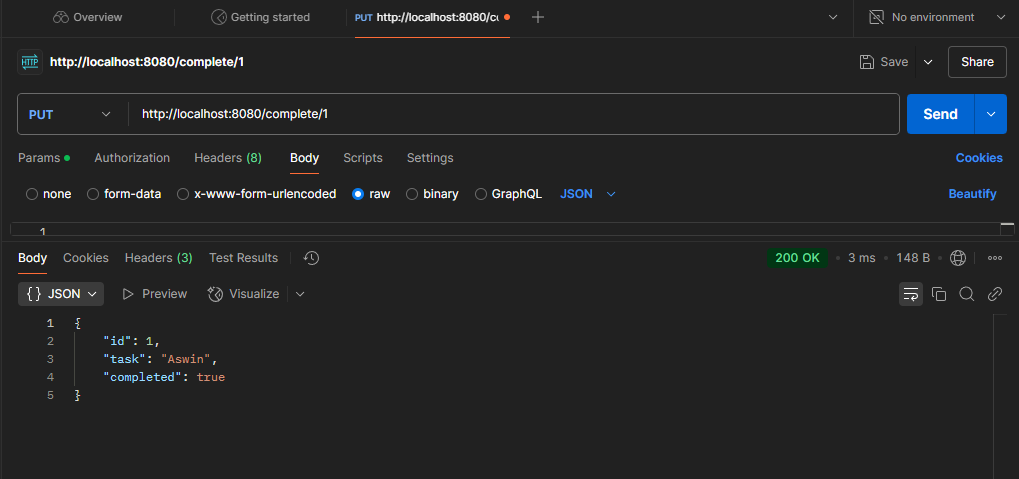 Overview Getting started PUT http://localhost:8080/c No environment
HTTP http://localhost:8080/complete/1 Save Share
PUT http://localhost:8080/complete/1 Send
Params Authorization Headers (8) Body Scripts Settings Cookies
none form-data x-www-form-urlencoded raw binary GraphQL JSON Beautify
1
Body Cookies Headers (3) Test Results 200 OK • 3 ms • 148 B
{} JSON Preview Visualize
1 {
2 "id": 1,
3 "task": "Aswin",
4 "completed": true
5 }